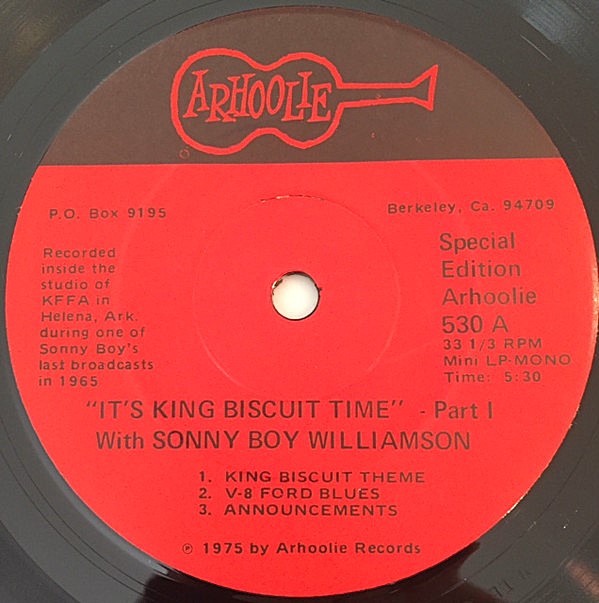 ARHOOLIE
P.O. Box 9195
Berkeley, Ca. 94709
Recorded
inside the
studio of
KFFA in
Helena, Ark.
during one of
Sonny Boy's
last broadcasts
in 1965
Special
Edition
Arhoolie
530 A
33 1/3 RPM
Mini LP-MONO
Time: 5:30
"IT'S KING BISCUIT TIME" - Part I
With SONNY BOY WILLIAMSON
1. KING BISCUIT THEME
2. V-8 FORD BLUES
3. ANNOUNCEMENTS
℗ 1975 by Arhoolie Records